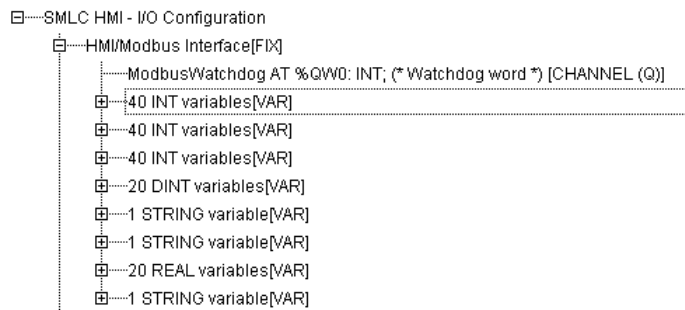 SMLC HMI - I/O Configuration
HMI/Modbus Interface[FIX]
ModbusWatchdog AT %QW0: INT; (* Watchdog word *) [CHANNEL (Q)]
40 INT variables[VAR]
40 INT variables[VAR]
40 INT variables[VAR]
20 DINT variables[VAR]
1 STRING variable[VAR]
1 STRING variable[VAR]
20 REAL variables[VAR]
1 STRING variable[VAR]